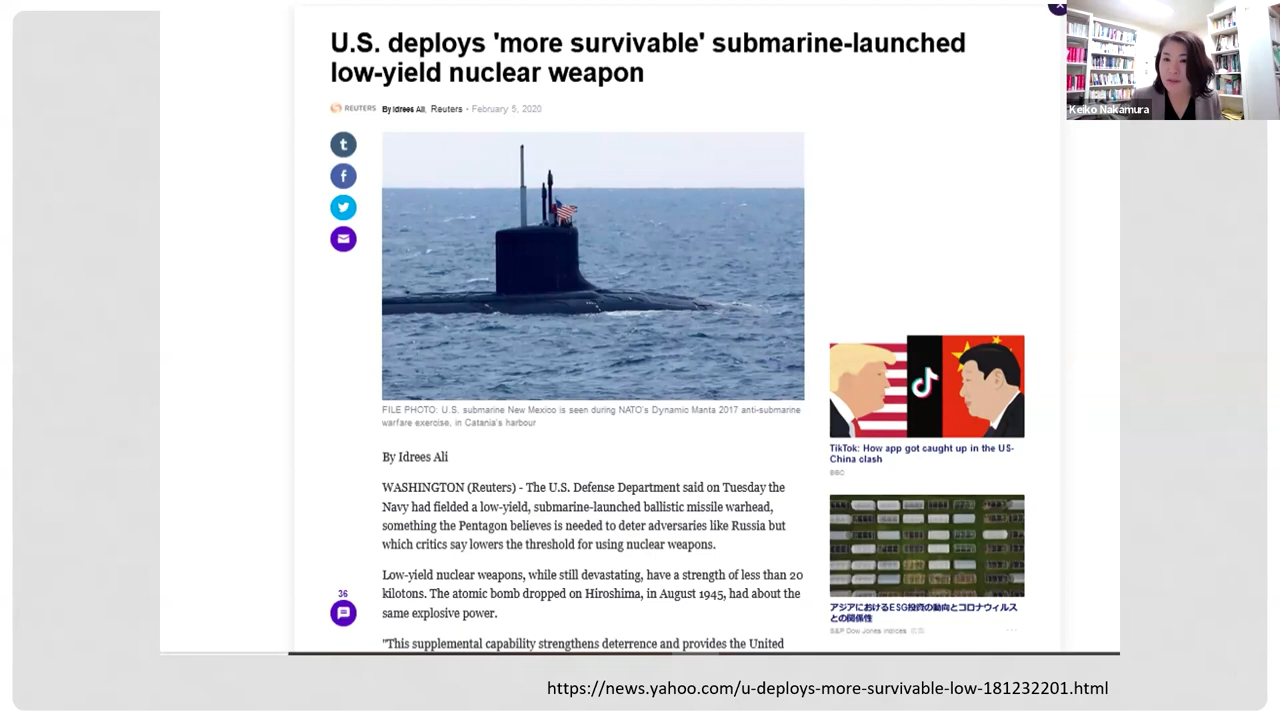 U.S. deploys 'more survivable' submarine-launched
low-yield nuclear weapon
REUTERS By Idrees Ali, Reuters • February 5, 2020
Keiko Nakamura
FILE PHOTO: U.S. submarine New Mexico is seen during NATO's Dynamic Manta 2017 anti-submarine
warfare exercise, in Catania's harbour
By Idrees Ali
WASHINGTON (Reuters) - The U.S. Defense Department said on Tuesday the
Navy had fielded a low-yield, submarine-launched ballistic missile warhead,
something the Pentagon believes is needed to deter adversaries like Russia but
which critics say lowers the threshold for using nuclear weapons.
Low-yield nuclear weapons, while still devastating, have a strength of less than 20
kilotons. The atomic bomb dropped on Hiroshima, in August 1945, had about the
same explosive power.
"This supplemental capability strengthens deterrence and provides the United
36
TikTok: How app got caught up in the US-
China clash
BBC
アジアにおけるESG投資の動向とコロナウィルス
との関係性
S&P Dow Jones Indices
https://news.yahoo.com/u-deploys-more-survivable-low-181232201.html